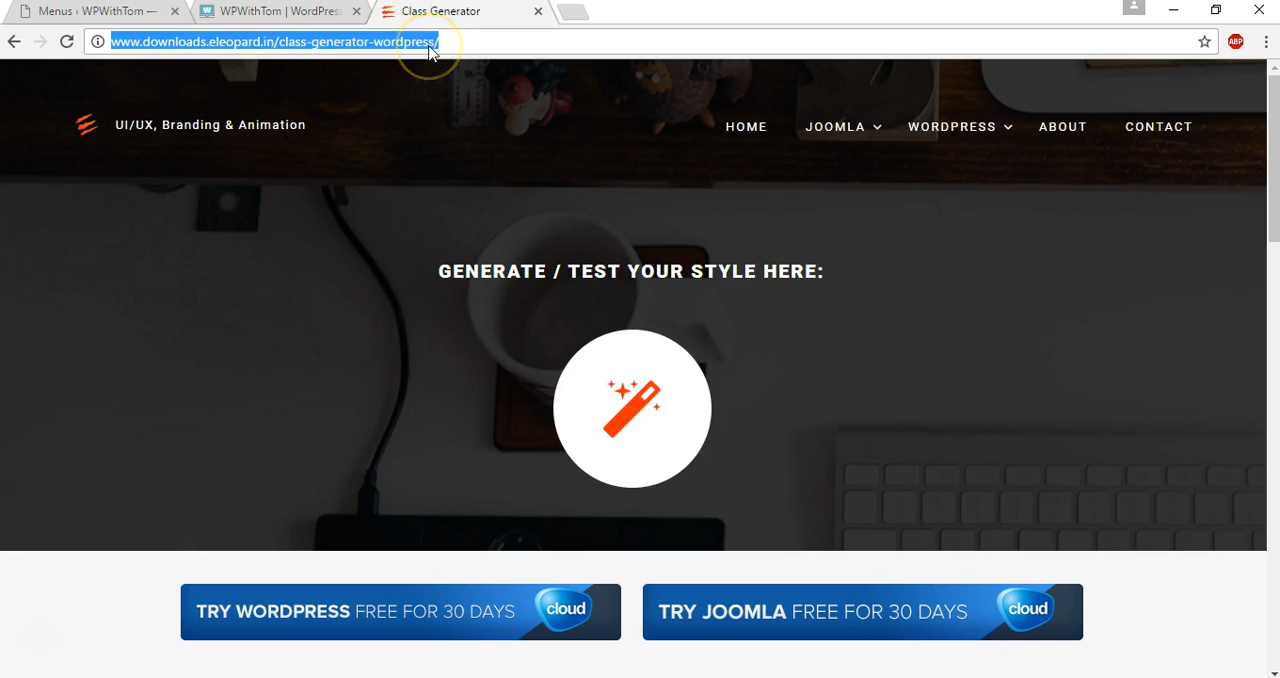 Menus ‹ WPWithTom —
WPWithTom | WordPress
Class Generator
www.downloads.eleopard.in/class-generator-wordpress/
ABP
UI/UX, Branding & Animation
HOME
JOOMLA
WORDPRESS
ABOUT
CONTACT
GENERATE / TEST YOUR STYLE HERE:
TRY WORDPRESS FREE FOR 30 DAYS cloud
TRY JOOMLA FREE FOR 30 DAYS cloud